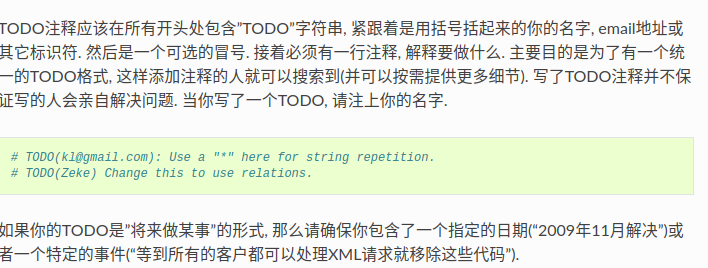 TODO注释应该在所有开头处包含"TODO"字符串, 紧跟着是用括号括起来的你的名字, email地址或
其它标识符. 然后是一个可选的冒号. 接着必须有一行注释, 解释要做什么. 主要目的是为了有一个统
一的TODO格式, 这样添加注释的人就可以搜索到(并可以按需提供更多细节). 写了TODO注释并不保
证写的人会亲自解决问题. 当你写了一个TODO, 请注上你的名字.
# TODO(kl@gmail.com): Use a "*" here for string repetition.
# TODO(Zeke) Change this to use relations.
如果你的TODO是"将来做某事"的形式, 那么请确保你包含了一个指定的日期("2009年11月解决")或
者一个特定的事件("等到所有的客户都可以处理XML请求就移除这些代码").